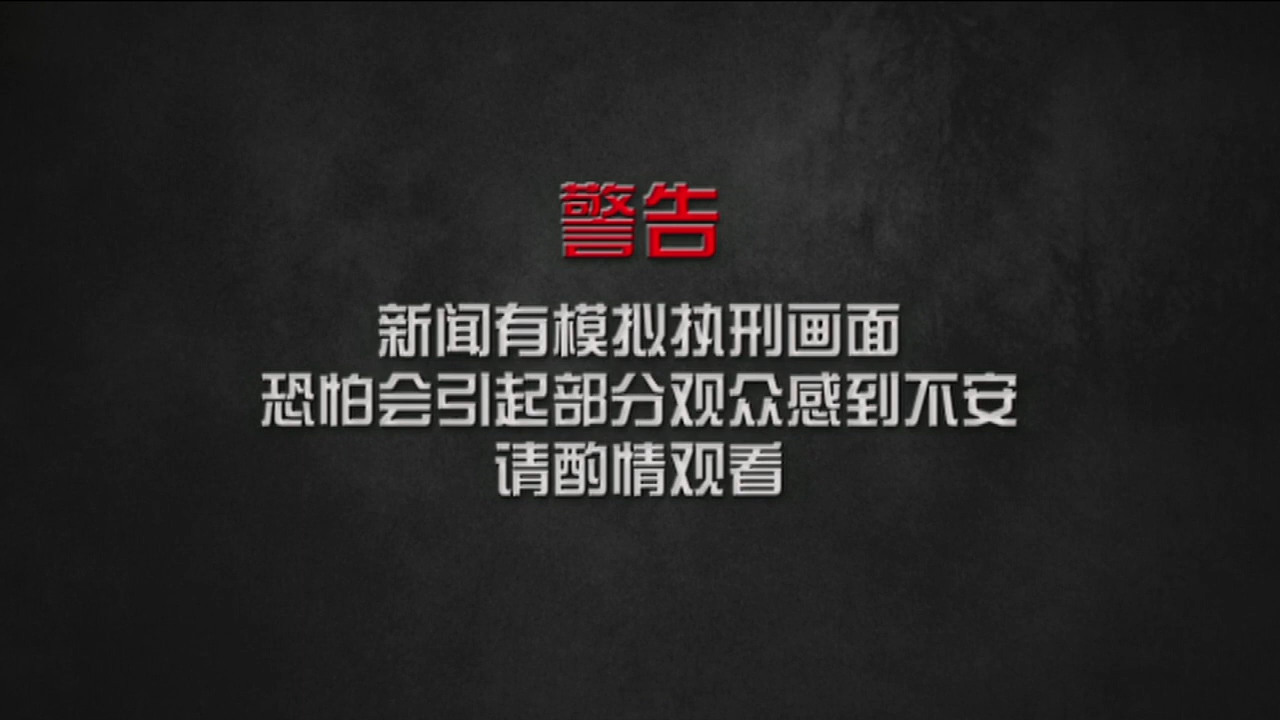 警告
新闻有模拟执刑画面
恐怕会引起部分观众感到不安
请酌情观看